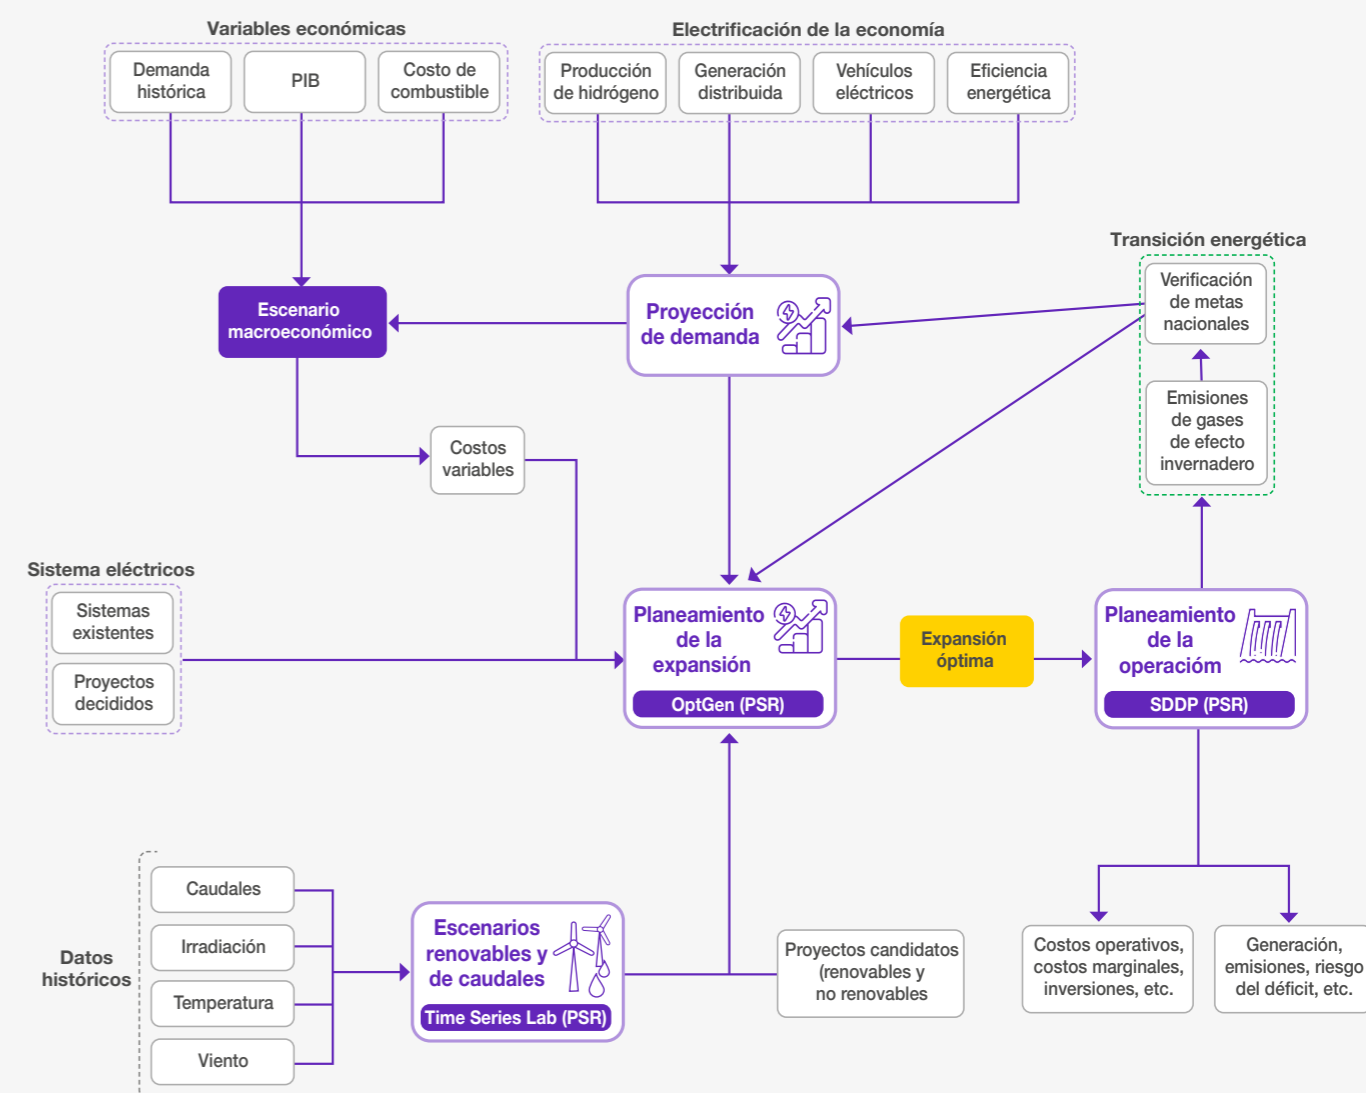 Variables económicas
Demanda
histórica
PIB
Costo de
combustible
Electrificación de la economía
Producción
de hidrógeno
Generación
distribuida
Vehículos
eléctricos
Eficiencia
energética
Escenario
macroeconómico
Proyección
de demanda
Transición energética
Verificación
de metas
nacionales
Emisiones
de gases
de efecto
invernadero
Costos
variables
Sistema eléctricos
Sistemas
existentes
Proyectos
decididos
Planeamiento
de la
expansión
OptGen (PSR)
Expansión
óptima
Planeamiento
de la
operacióm
SDDP (PSR)
Datos
históricos
Caudales
Irradiación
Temperatura
Viento
Escenarios
renovables y
de caudales
Time Series Lab (PSR)
Proyectos candidatos
(renovables y
no renovables
Costos operativos,
costos marginales,
inversiones, etc.
Generación,
emisiones, riesgo
del déficit, etc.